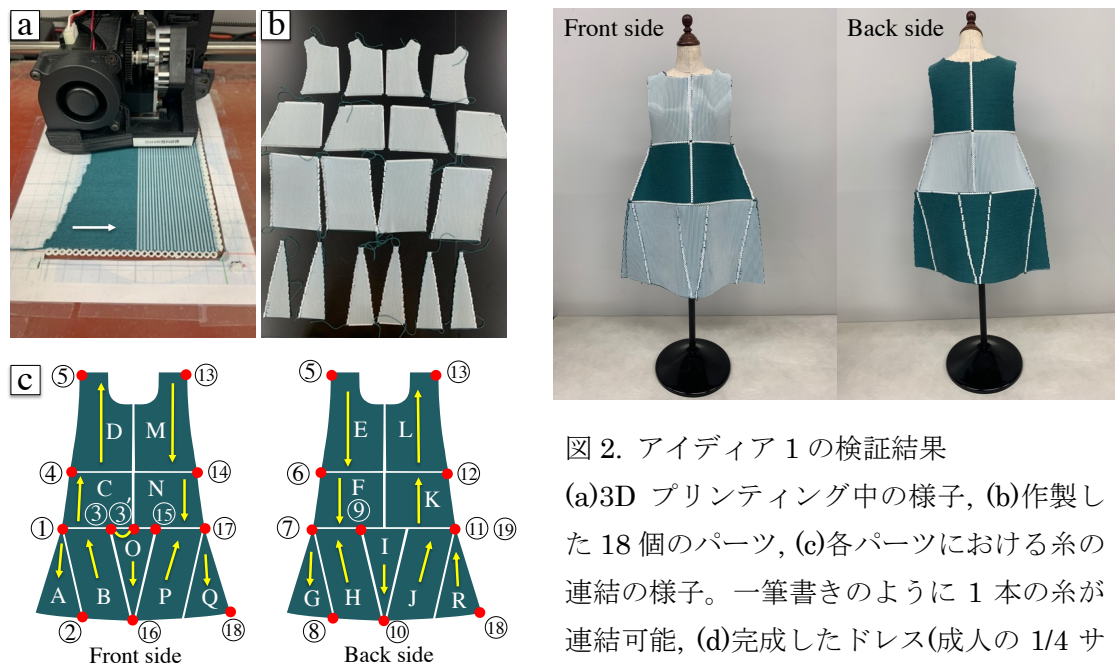 a
b
Front side
Back side
c
⑤
⑬
⑤
⑬
D
M
E
L
④
⑭
⑥
⑫
C
N
F
K
③
③'
⑮
⑨
①
⑰
⑦
⑪
⑲
O
I
A
B
P
Q
G
H
J
R
②
⑯
⑱
⑧
⑩
⑱
Front side
Back side
図 2. アイディア 1 の検証結果
(a)3D プリンティング中の様子, (b)作製し
た 18 個のパーツ, (c)各パーツにおける糸の
連結の様子。一筆書きのように 1 本の糸が
連結可能, (d)完成したドレス(成人の 1/4 サ